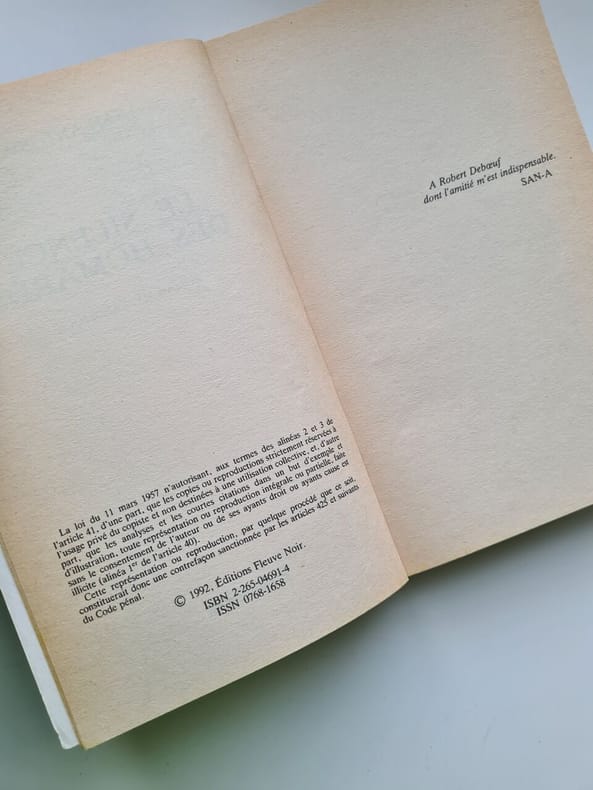 La loi du 11 mars 1957 n'autorisant, aux termes des alinéas 2 et 3 de
l'article 41, d'une part, que les copies ou reproductions strictement réservées à
l'usage privé du copiste et non destinées à une utilisation collective, et, d'autre
part, que les analyses et les courtes citations dans un but d'exemple et
d'illustration, toute représentation ou reproduction intégrale ou partielle, faite
sans le consentement de l'auteur ou de ses ayants droit ou ayants cause est
illicite (alinéa 1er de l'article 40).
Cette représentation ou reproduction, par quelque procédé que ce soit,
constituerait donc une contrefaçon sanctionnée par les articles 425 et suivants
du Code pénal.
© 1992, Éditions Fleuve Noir.
ISBN 2-265-04691-4
ISSN 0768-1658
A Robert Debœuf
dont l'amitié m'est indispensable.
SAN-A